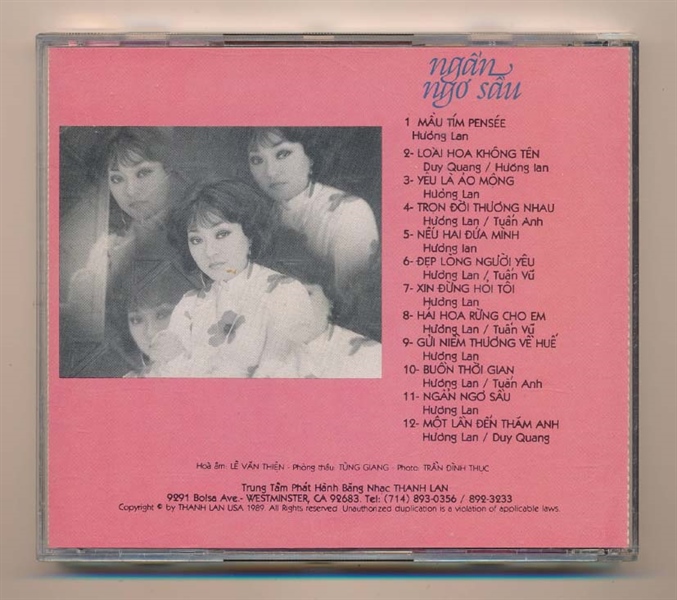 ngẩn
ngơ sầu
1 MẦU TÍM PENSÉE
Hương Lan
2- LOÀI HOA KHÔNG TÊN
Duy Quang / Hương lan
3- YÊU LÀ ẢO MỘNG
Hương Lan
4- TRỌN ĐỜI THƯƠNG NHAU
Hương Lan / Tuấn Anh
5- NẾU HAI ĐỨA MÌNH
Hương lan
6- ĐẸP LÒNG NGƯỜI YÊU
Hương Lan / Tuấn Vũ
7- XIN ĐỪNG HỎI TÔI
Hương Lan
8- HÁI HOA RỪNG CHO EM
Hương Lan / Tuấn Vũ
9- GỬI NIỀM THƯƠNG VỀ HUẾ
Hương Lan
10- BUỒN THỜI GIAN
Hương Lan / Tuấn Anh
11- NGẨN NGƠ SẦU
Hương Lan
12- MỘT LẦN ĐẾN THĂM ANH
Hương Lan / Duy Quang
Hoà âm: LÊ VĂN THIỆN - Phòng thâu: TÙNG GIANG - Photo: TRẦN ĐÌNH THỤC
Trung Tâm Phát Hành Băng Nhạc THANH LAN
9291 Bolsa Ave.- WESTMINSTER, CA 92683. Tel: (714) 893-0356 / 892-3233
Copyright © by THANH LAN USA 1989. All Rights reserved. Unauthorized duplication is a violation of applicable laws.